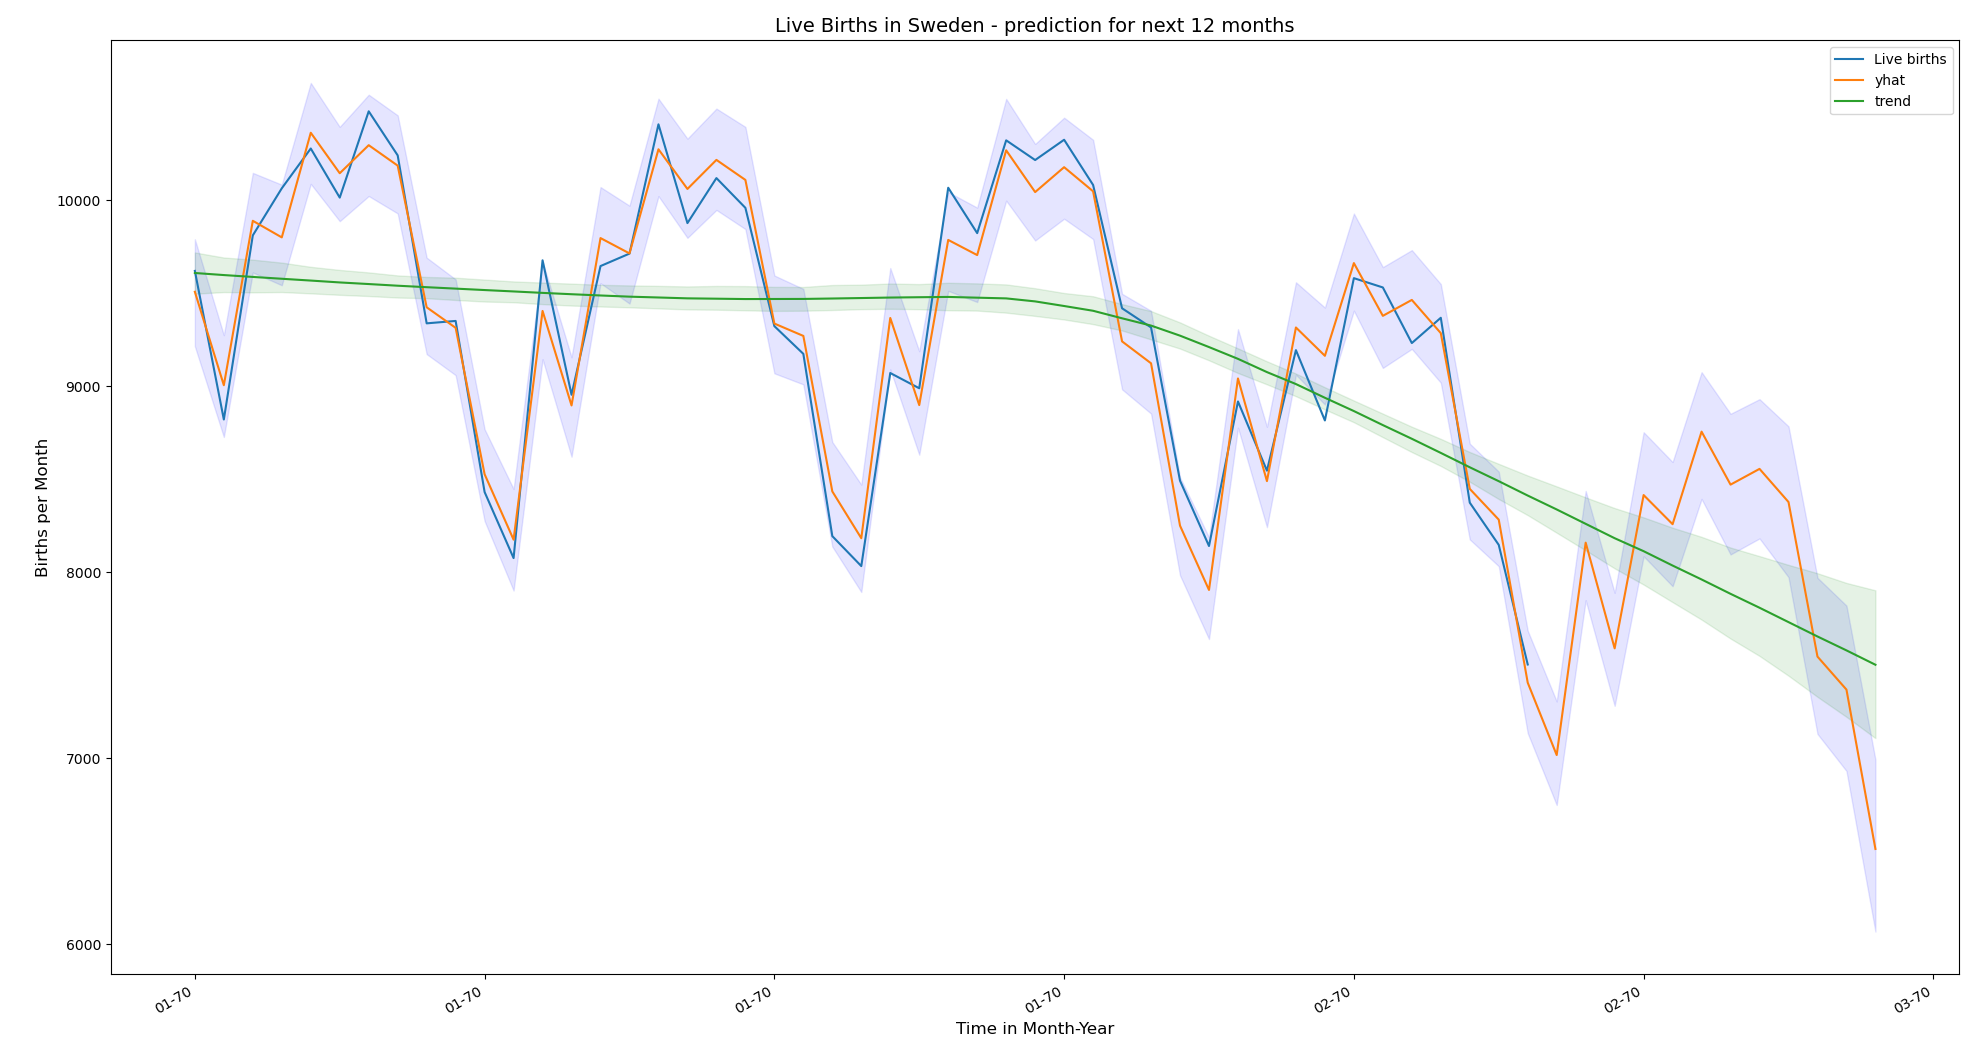 Live Births in Sweden - prediction for next 12 months
Live births
yhat
trend
10000
9000
8000
7000
6000
Births per Month
01-70
01-70
01-70
01-70
02-70
02-70
03-70
Time in Month-Year